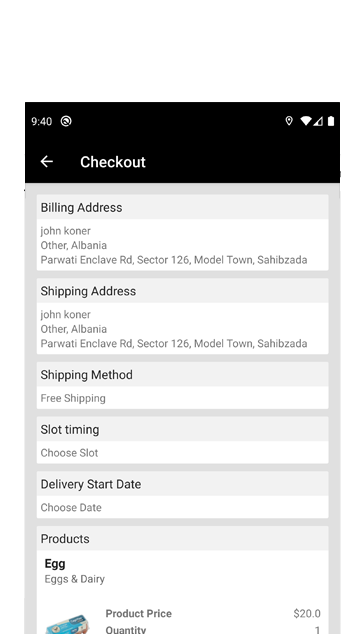 9:40
Checkout
Billing Address
john koner
Other, Albania
Parwati Enclave Rd, Sector 126, Model Town, Sahibzada
Shipping Address
john koner
Other, Albania
Parwati Enclave Rd, Sector 126, Model Town, Sahibzada
Shipping Method
Free Shipping
Slot timing
Choose Slot
Delivery Start Date
Choose Date
Products
Egg
Eggs & Dairy
Product Price $20.0
Quantity 1